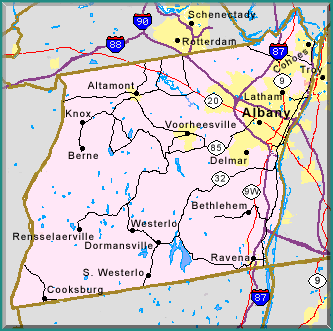 Schenectady
90
88
Rotterdam
87
Cohoes
Troy
9
Altamont
20
Latham
Knox
Albany
Voorheesville
85
Berne
Delmar
32
9W
Bethlehem
Westerlo
Rensselaerville
Dormansville
Ravena
S. Westerlo
9
Cooksburg
87